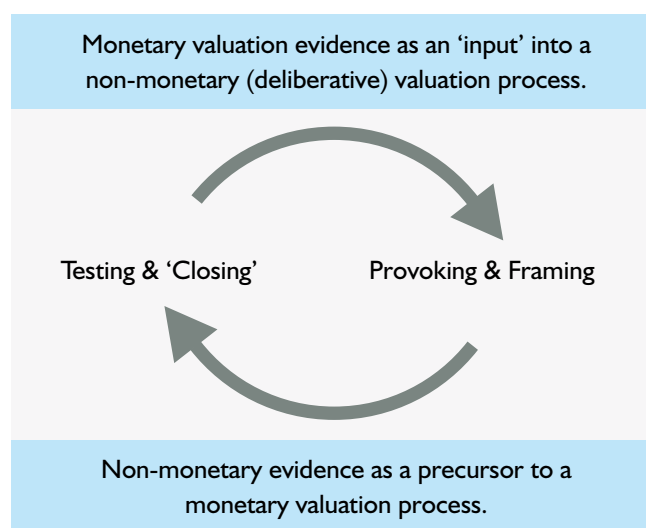 Monetary valuation evidence as an ‘input’ into a
non-monetary (deliberative) valuation process.
Testing & ‘Closing’
Provoking & Framing
Non-monetary evidence as a precursor to a
monetary valuation process.